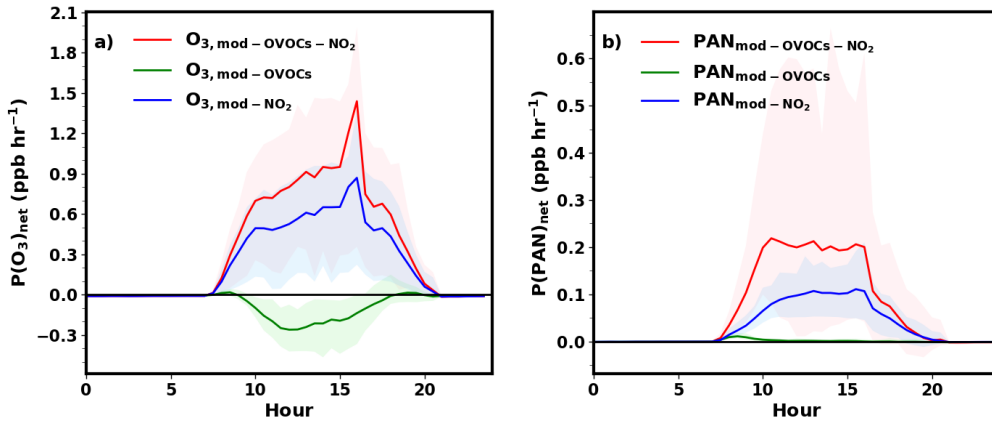 a)
O3,mod−OVOCs−NO2
O3,mod−OVOCs
O3,mod−NO2
P(O3)net (ppb hr−1)
2.1
1.8
1.5
1.2
0.9
0.6
0.3
0.0
−0.3
0 5 10 15 20
Hour
b)
PANmod−OVOCs−NO2
PANmod−OVOCs
PANmod−NO2
P(PAN)net (ppb hr−1)
0.6
0.5
0.4
0.3
0.2
0.1
0.0
0 5 10 15 20
Hour